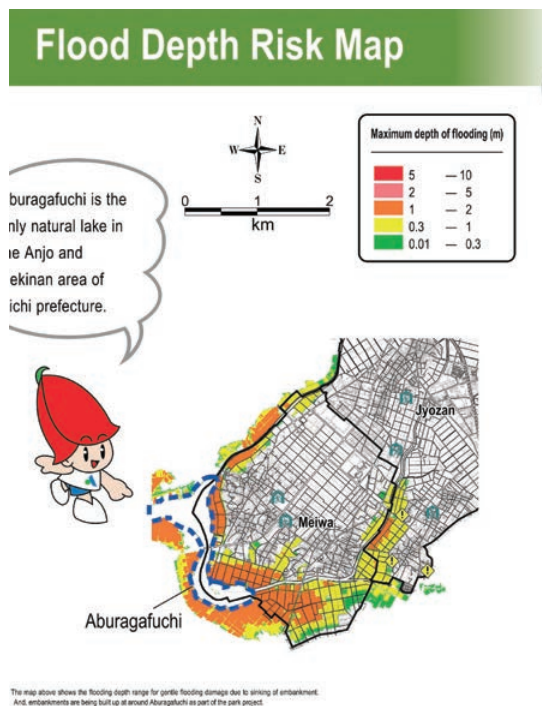 Flood Depth Risk Map
N
W E
S
0 1 2
km
Maximum depth of flooding (m)
5 — 10
2 — 5
1 — 2
0.3 — 1
0.01 — 0.3
buragafuchi is the
nly natural lake in
e Anjo and
ekinan area of
ichi prefecture.
Jyozan
Meiwa
Aburagafuchi
The map above shows the flooding depth range for gentle flooding damage due to sinking of embankment.
And, embankments are being built up at around Aburagafuchi as part of the park project.